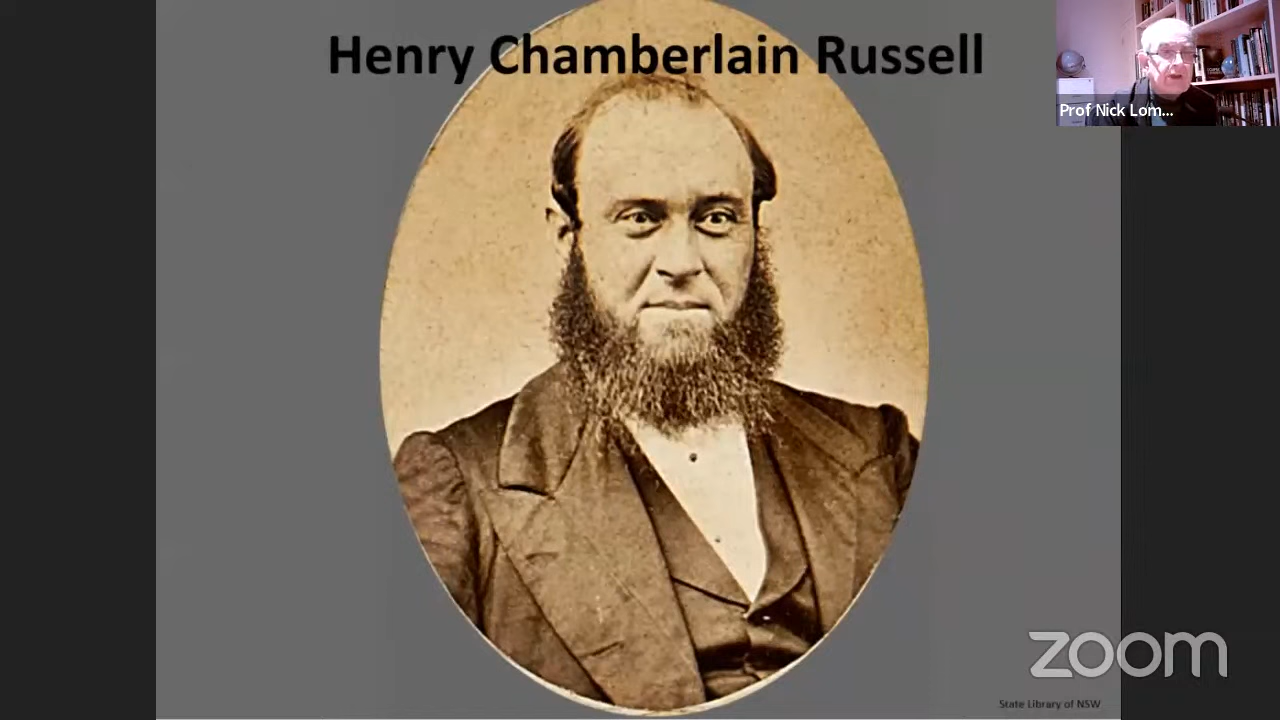 Henry Chamberlain Russell
Prof Nick Lom...
zoom
State Library of NSW